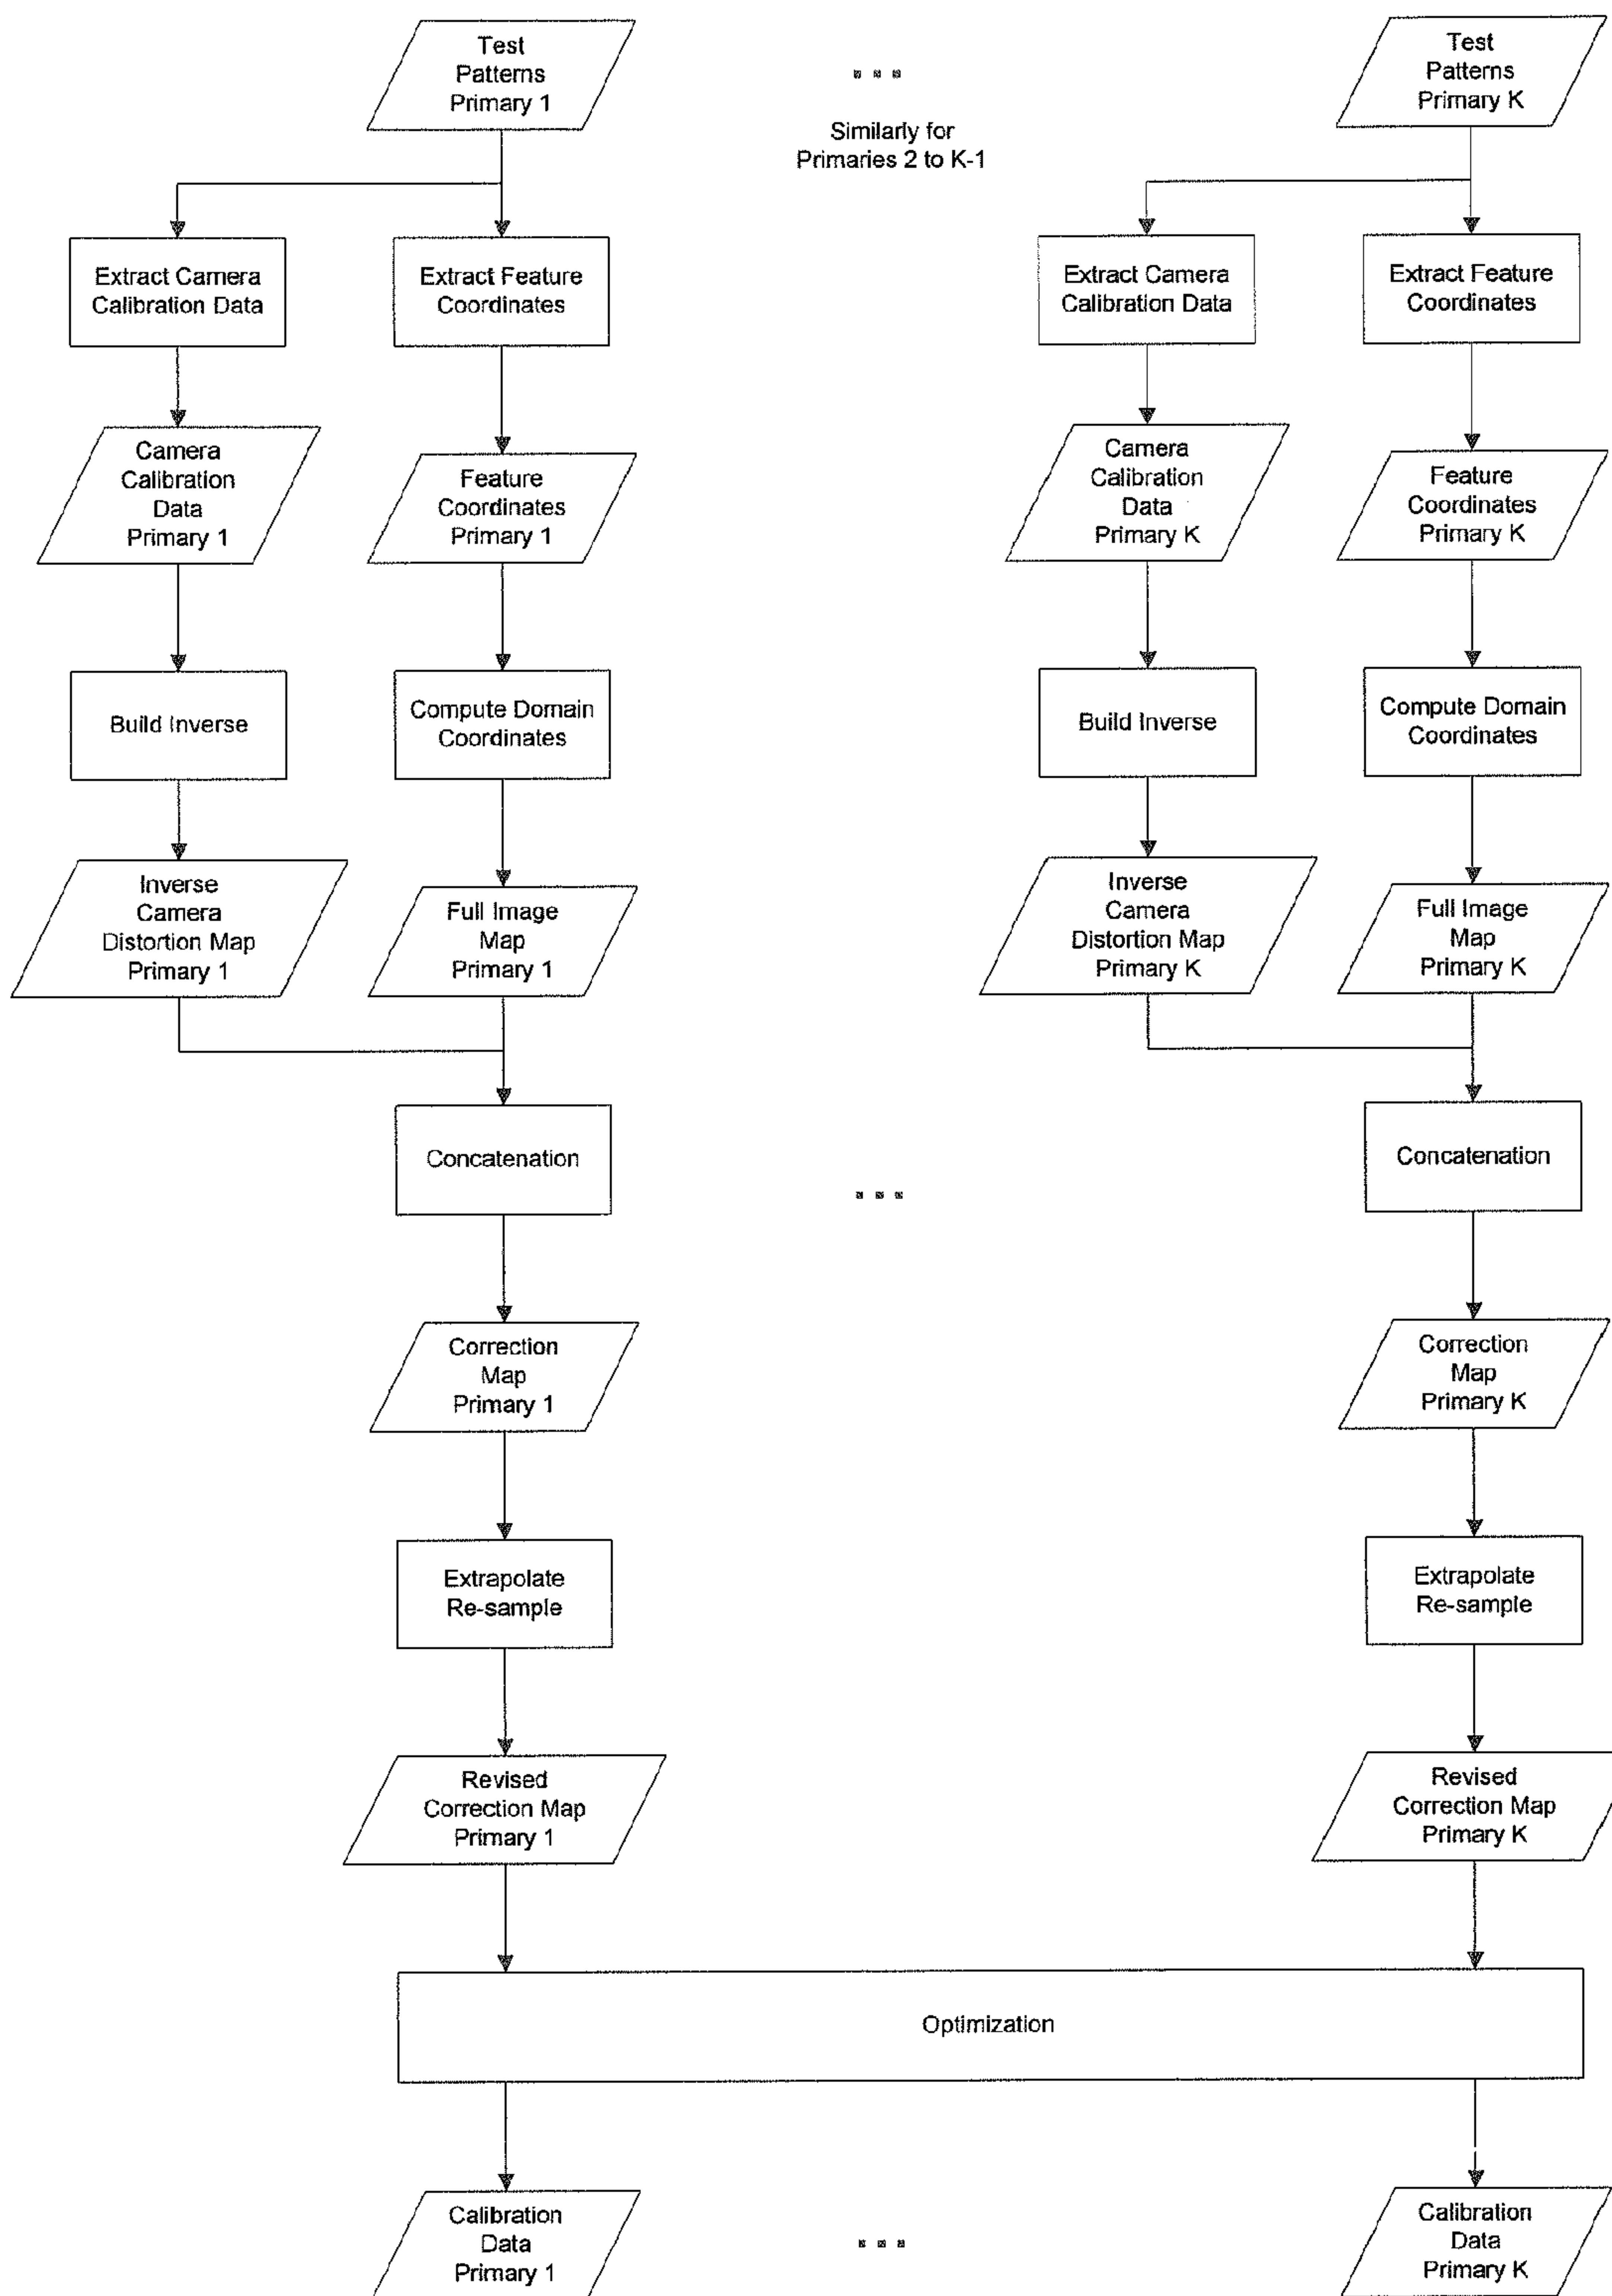 Test
Patterns
Primary 1
Similarly for
Primaries 2 to K-1
Test
Patterns
Primary K
Extract Camera
Calibration Data
Extract Feature
Coordinates
Extract Camera
Calibration Data
Extract Feature
Coordinates
Camera
Calibration
Data
Primary 1
Feature
Coordinates
Primary 1
Camera
Calibration
Data
Primary K
Feature
Coordinates
Primary K
Build Inverse
Compute Domain
Coordinates
Build Inverse
Compute Domain
Coordinates
Inverse
Camera
Distortion Map
Primary 1
Full Image
Map
Primary 1
Inverse
Camera
Distortion Map
Primary K
Full Image
Map
Primary K
Concatenation
Concatenation
Correction
Map
Primary 1
Correction
Map
Primary K
Extrapolate
Re-sample
Extrapolate
Re-sample
Revised
Correction Map
Primary 1
Revised
Correction Map
Primary K
Optimization
Calibration
Data
Primary 1
Calibration
Data
Primary K